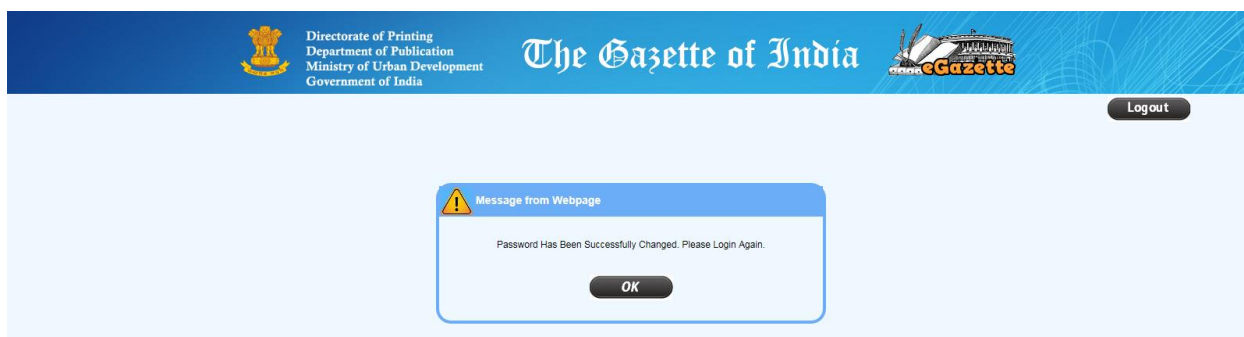 Directorate of Printing
Department of Publication
Ministry of Urban Development
Government of India
The Gazette of India
eGazette
Logout
Message from Webpage
Password Has Been Successfully Changed. Please Login Again.
OK